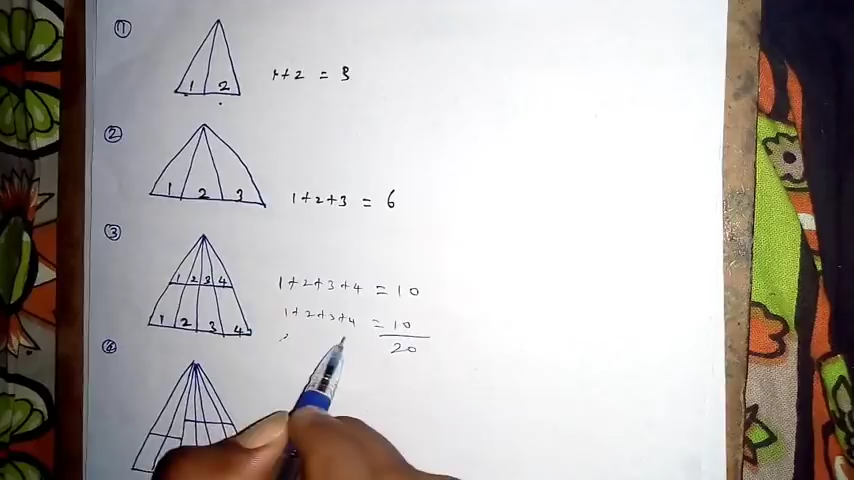 ①
1 2
1+2 = 3
②
1 2 3
1+2+3 = 6
③
1 2 3 4
1+2+3+4 = 10
1 2 3 4
1+2+3+4 = 10
20
④